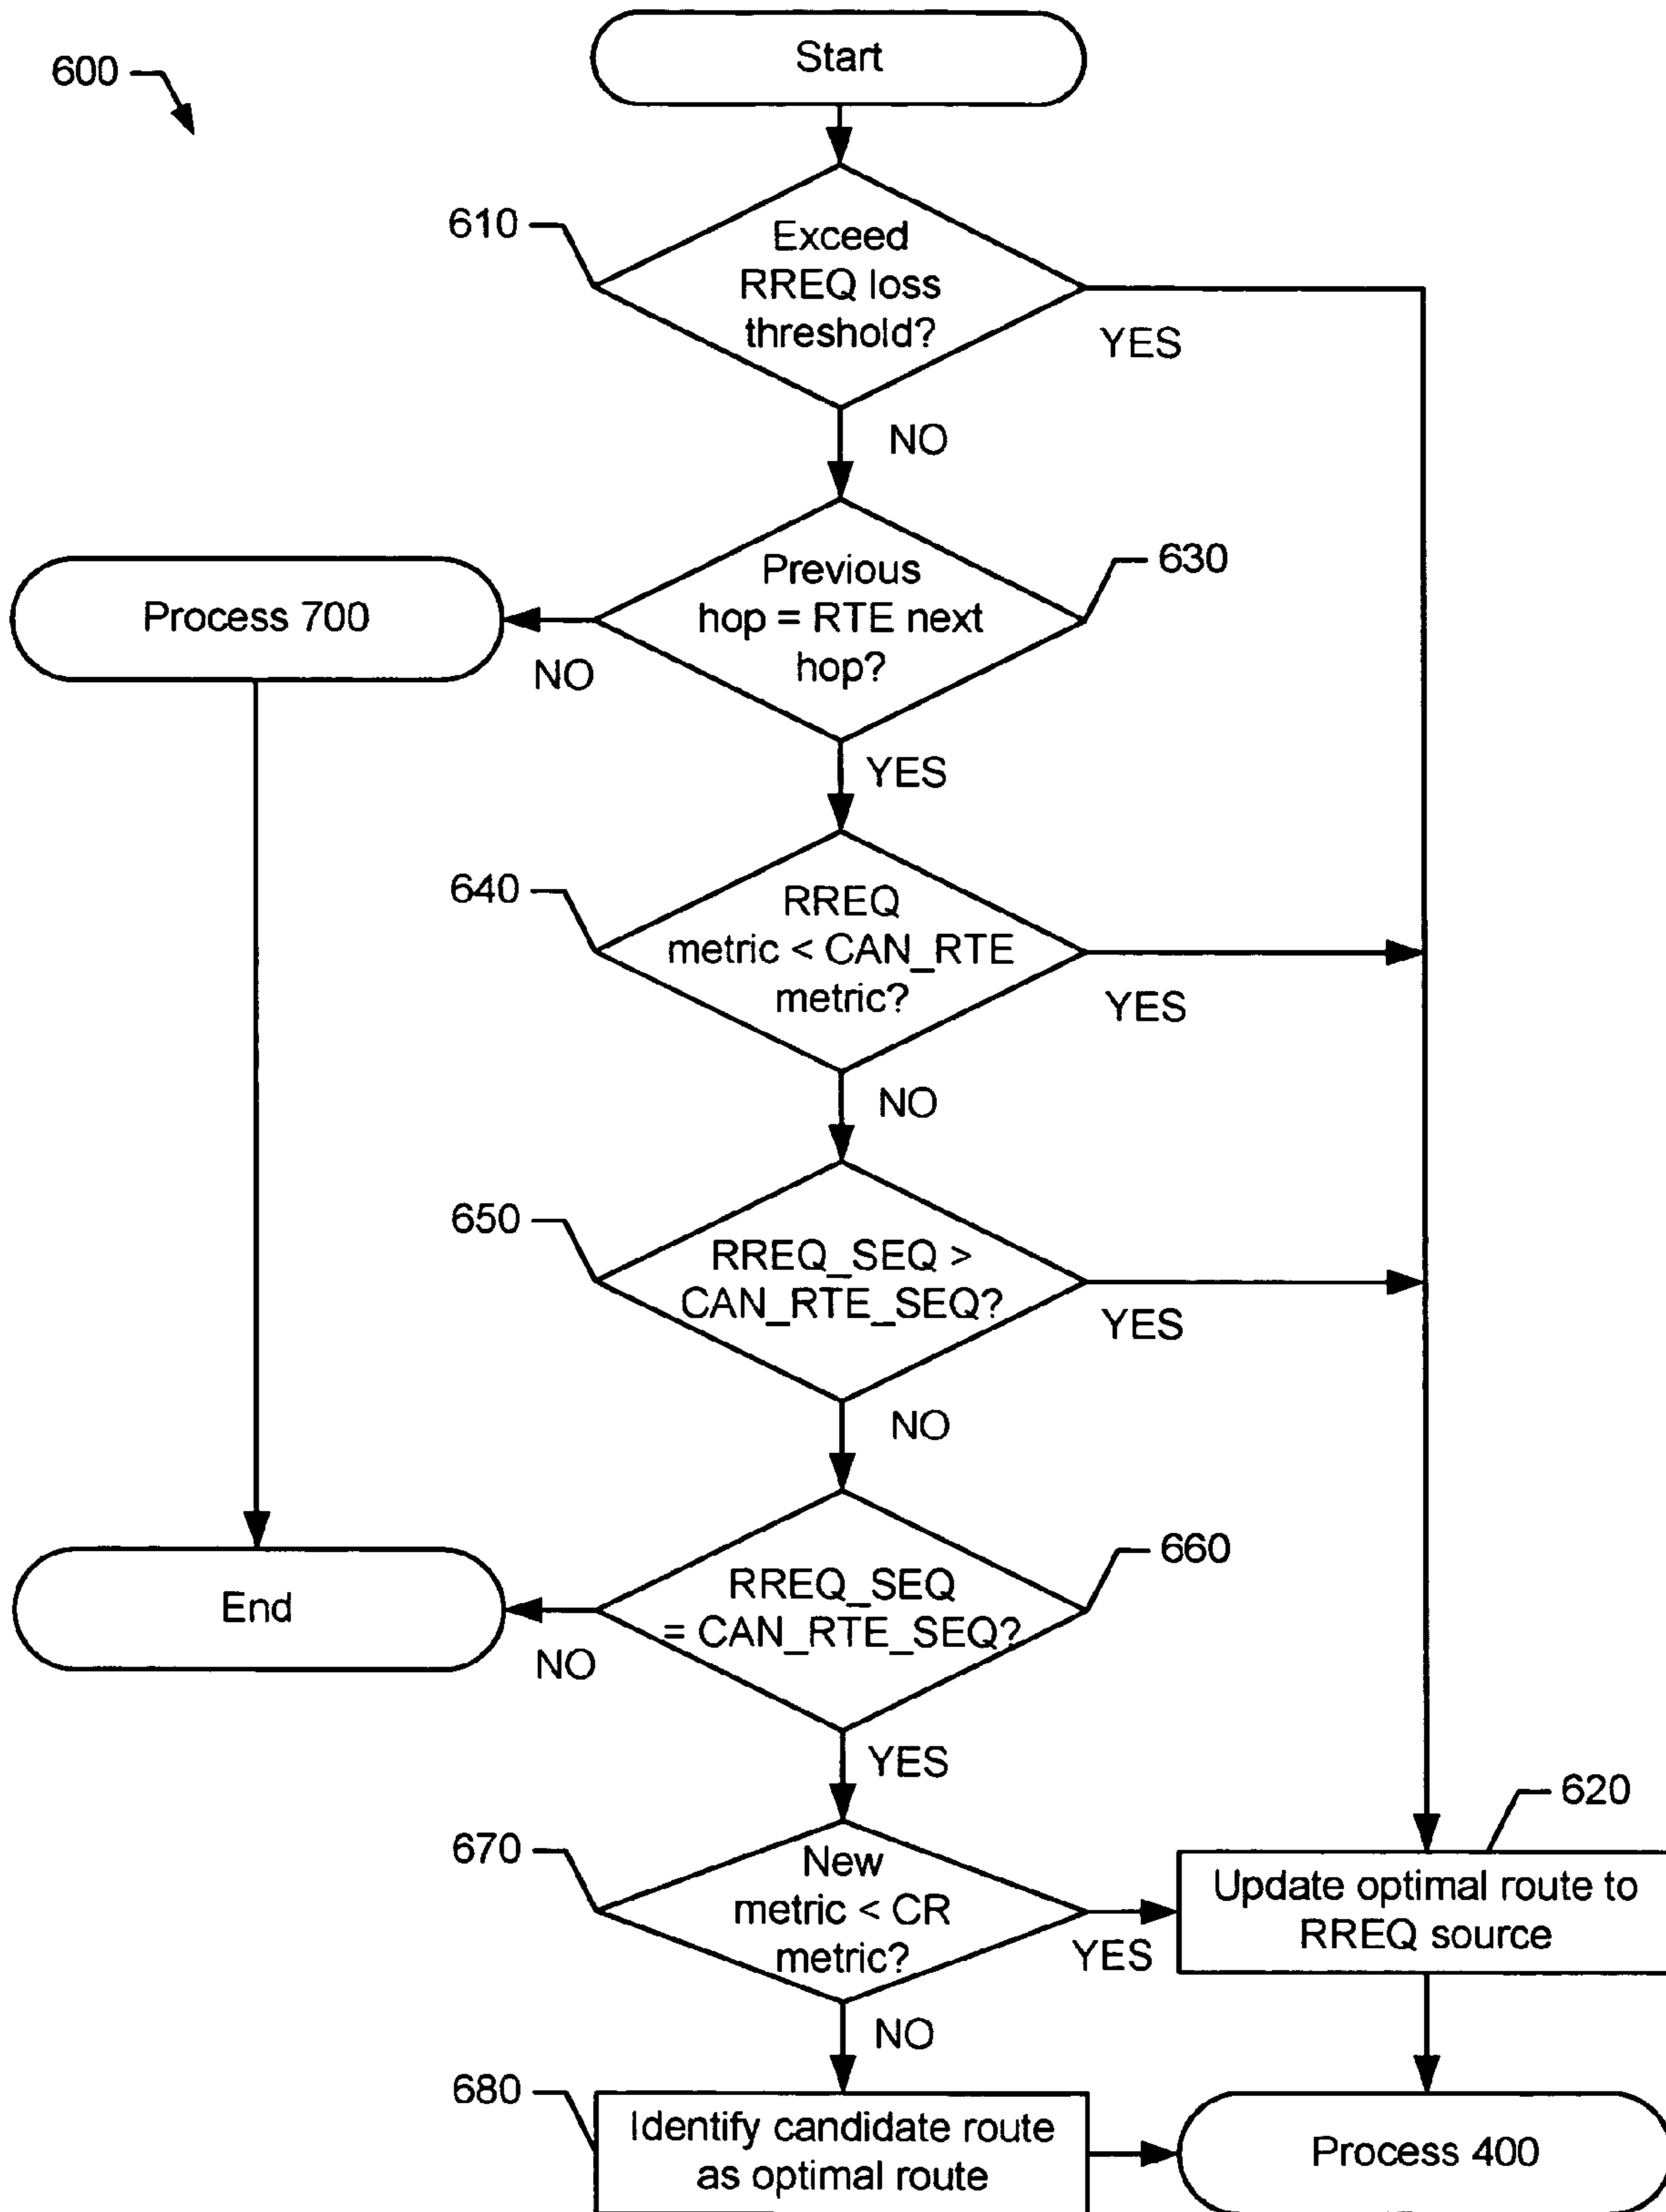 600
Start
610
Exceed
RREQ loss
threshold?
YES
NO
630
Previous
hop = RTE next
hop?
Process 700
NO
YES
640
RREQ
metric < CAN_RTE
metric?
YES
NO
650
RREQ_SEQ >
CAN_RTE_SEQ?
YES
NO
660
RREQ_SEQ
= CAN_RTE_SEQ?
End
NO
YES
620
670
New
metric < CR
metric?
YES
Update optimal route to
RREQ source
NO
680
Identify candidate route
as optimal route
Process 400